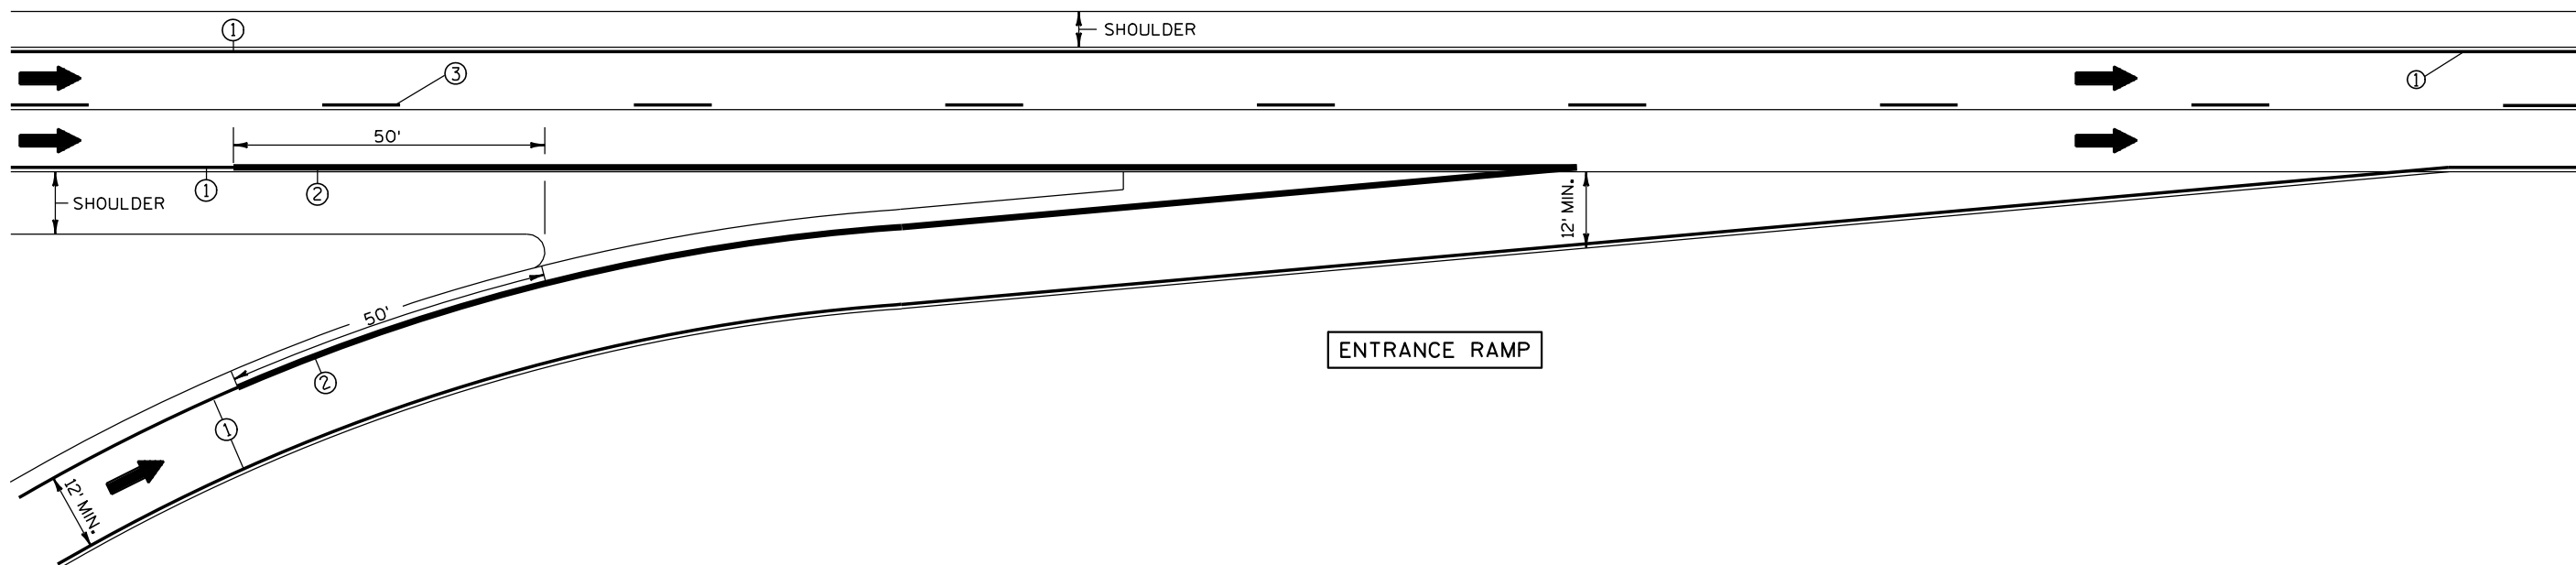 ①
SHOULDER
③
①
50'
①
②
SHOULDER
12' MIN.
50'
②
ENTRANCE RAMP
①
12' MIN.